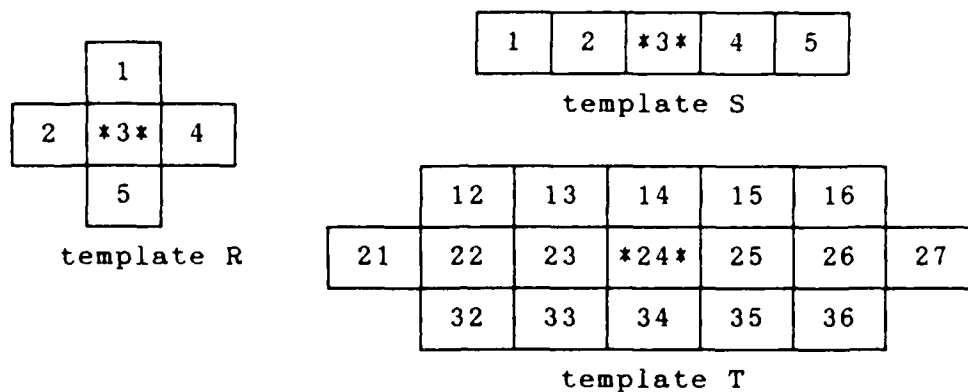 1
2 *3* 4
5
template R
1 2 *3* 4 5
template S
12 13 14 15 16
21 22 23 *24* 25 26 27
32 33 34 35 36
template T